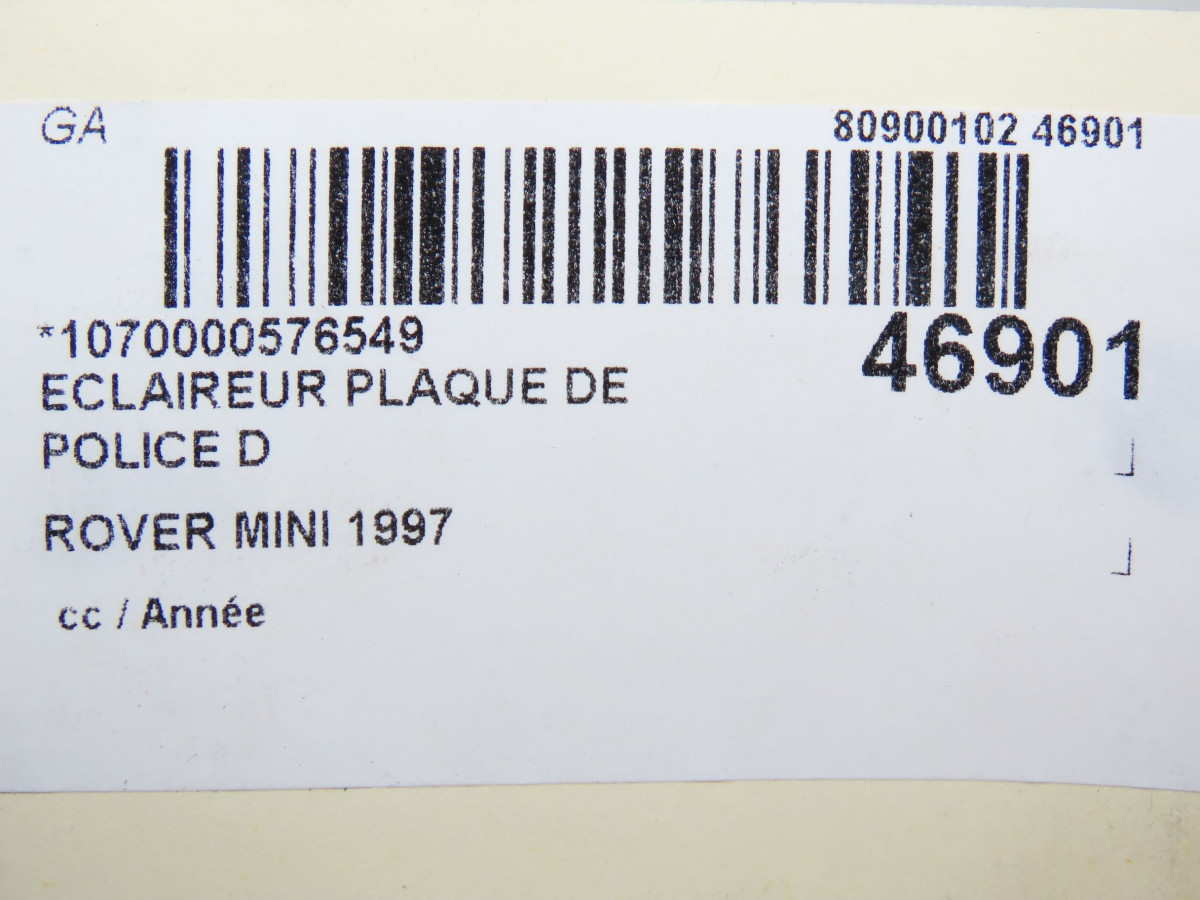 GA
80900102 46901
*1070000576549
46901
ECLAIREUR PLAQUE DE
POLICE D
ROVER MINI 1997
cc / Année